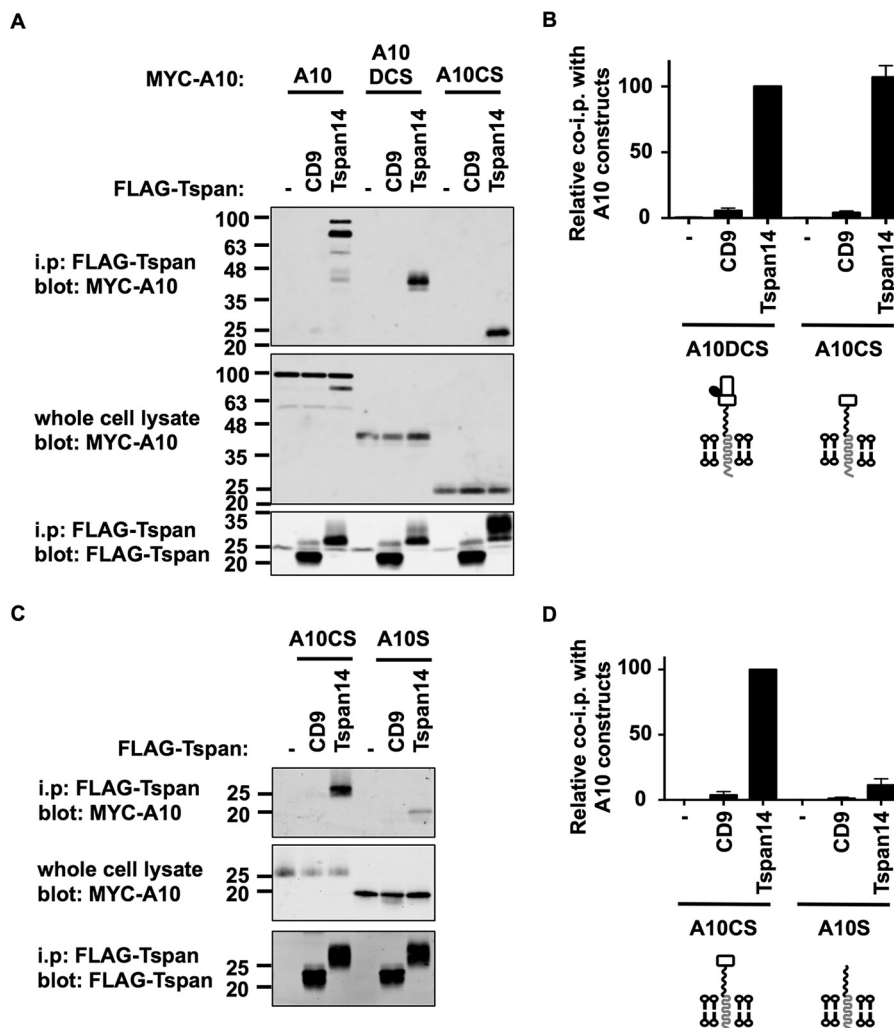 A
MYC-A10:
A10
A10
DCS
A10CS
FLAG-Tspan:
-
CD9
Tspan14
-
CD9
Tspan14
-
CD9
Tspan14
i.p: FLAG-Tspan
blot: MYC-A10
100
63
48
35
25
20
whole cell lysate
blot: MYC-A10
100
63
48
35
25
20
i.p: FLAG-Tspan
blot: FLAG-Tspan
35
25
20
B
Relative co-i.p. with
A10 constructs
100
50
0
-
CD9
Tspan14
-
CD9
Tspan14
A10DCS
A10CS
C
A10CS
A10S
FLAG-Tspan:
-
CD9
Tspan14
-
CD9
Tspan14
i.p: FLAG-Tspan
blot: MYC-A10
25
20
whole cell lysate
blot: MYC-A10
25
20
i.p: FLAG-Tspan
blot: FLAG-Tspan
25
20
D
Relative co-i.p. with
A10 constructs
100
50
0
-
CD9
Tspan14
-
CD9
Tspan14
A10CS
A10S